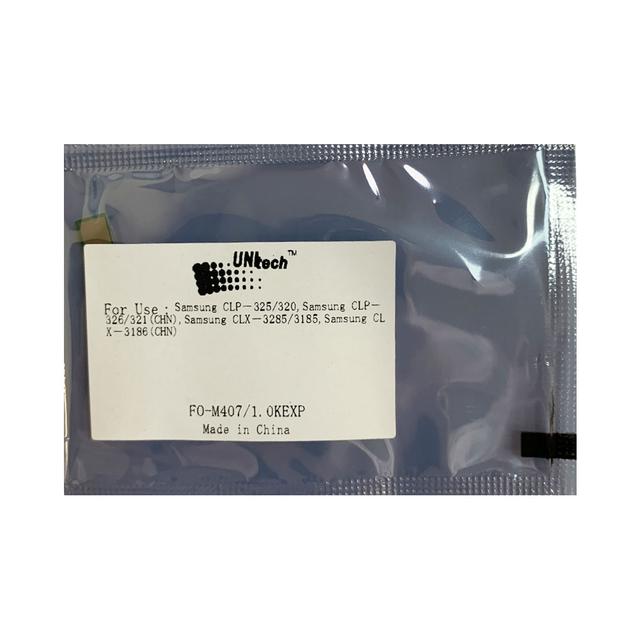 UNItech™
For Use : Samsung CLP-325/320, Samsung CLP-
326/321(CHN), Samsung CLX-3285/3185, Samsung CL
X-3186(CHN)
FO-M407/1.0KEXP
Made in China